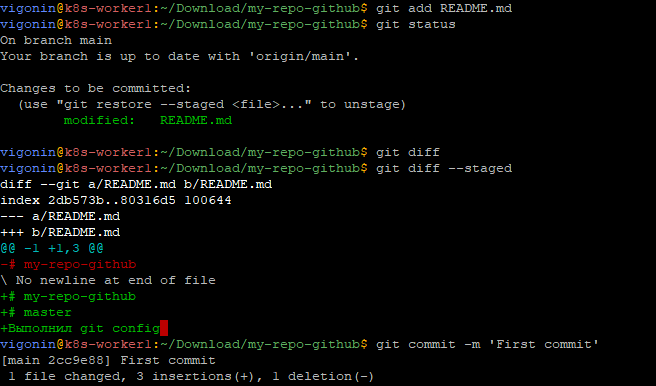 vigonin@k8s-worker1:~/Download/my-repo-github$ git add README.md
vigonin@k8s-worker1:~/Download/my-repo-github$ git status
On branch main
Your branch is up to date with 'origin/main'.
Changes to be committed:
(use "git restore --staged <file>..." to unstage)
modified: README.md
vigonin@k8s-worker1:~/Download/my-repo-github$ git diff
vigonin@k8s-worker1:~/Download/my-repo-github$ git diff --staged
diff --git a/README.md b/README.md
index 2db573b..80316d5 100644
--- a/README.md
+++ b/README.md
@@ -1 +1,3 @@
-# my-repo-github
\ No newline at end of file
+# my-repo-github
+# master
+Выполнил git config
vigonin@k8s-worker1:~/Download/my-repo-github$ git commit -m 'First commit'
[main 2cc9e88] First commit
1 file changed, 3 insertions(+), 1 deletion(-)